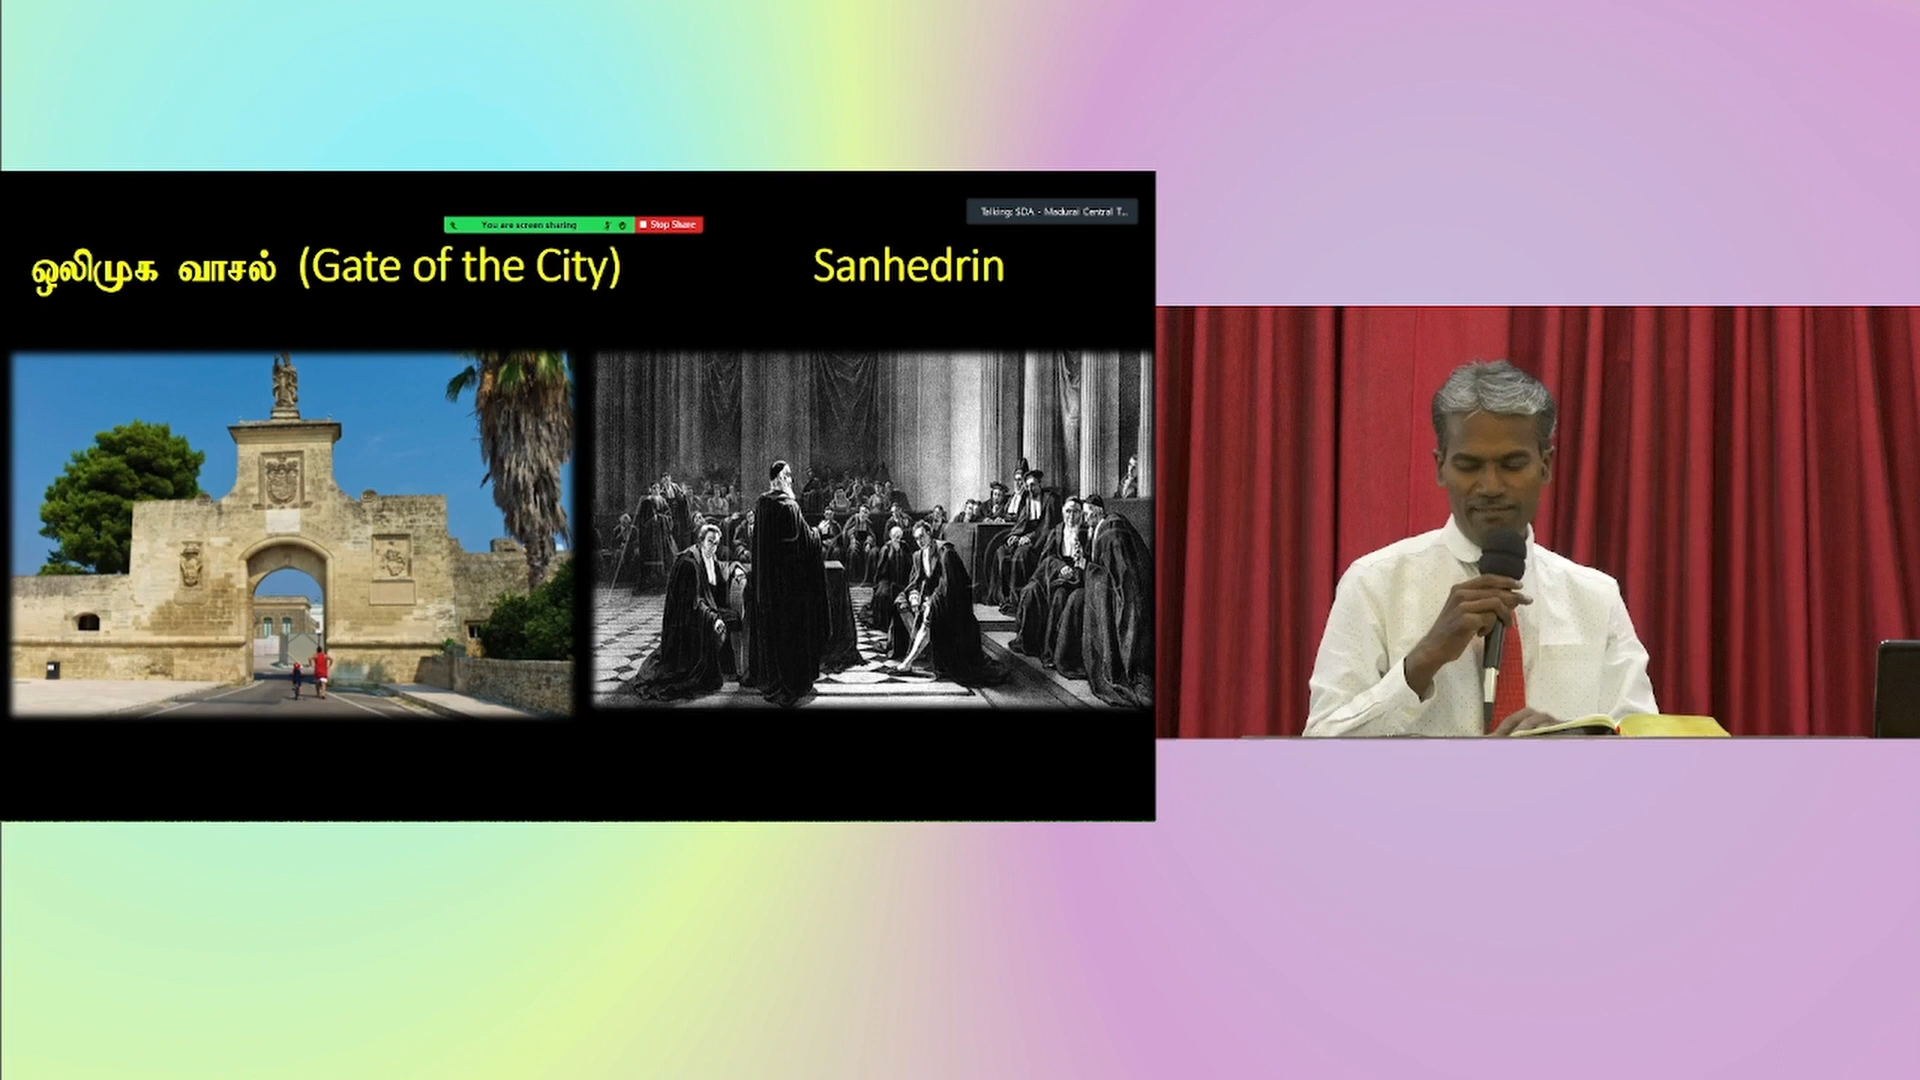 Talking: SDA - Madurai Central T...
You are screen sharing Stop Share
ஒலிமுக வாசல் (Gate of the City) Sanhedrin